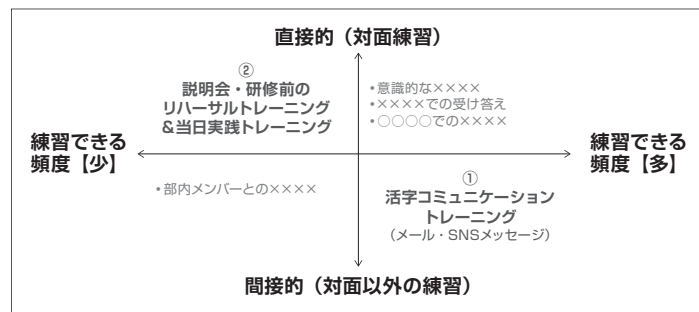 直接的（対面練習）
②
説明会・研修前の
リハーサルトレーニング
&当日実践トレーニング
•意識的な××××
•××××での受け答え
•○○○○での××××
練習できる
頻度【少】
練習できる
頻度【多】
•部内メンバーとの××××
①
活字コミュニケーション
トレーニング
（メール・SNSメッセージ）
間接的（対面以外の練習）